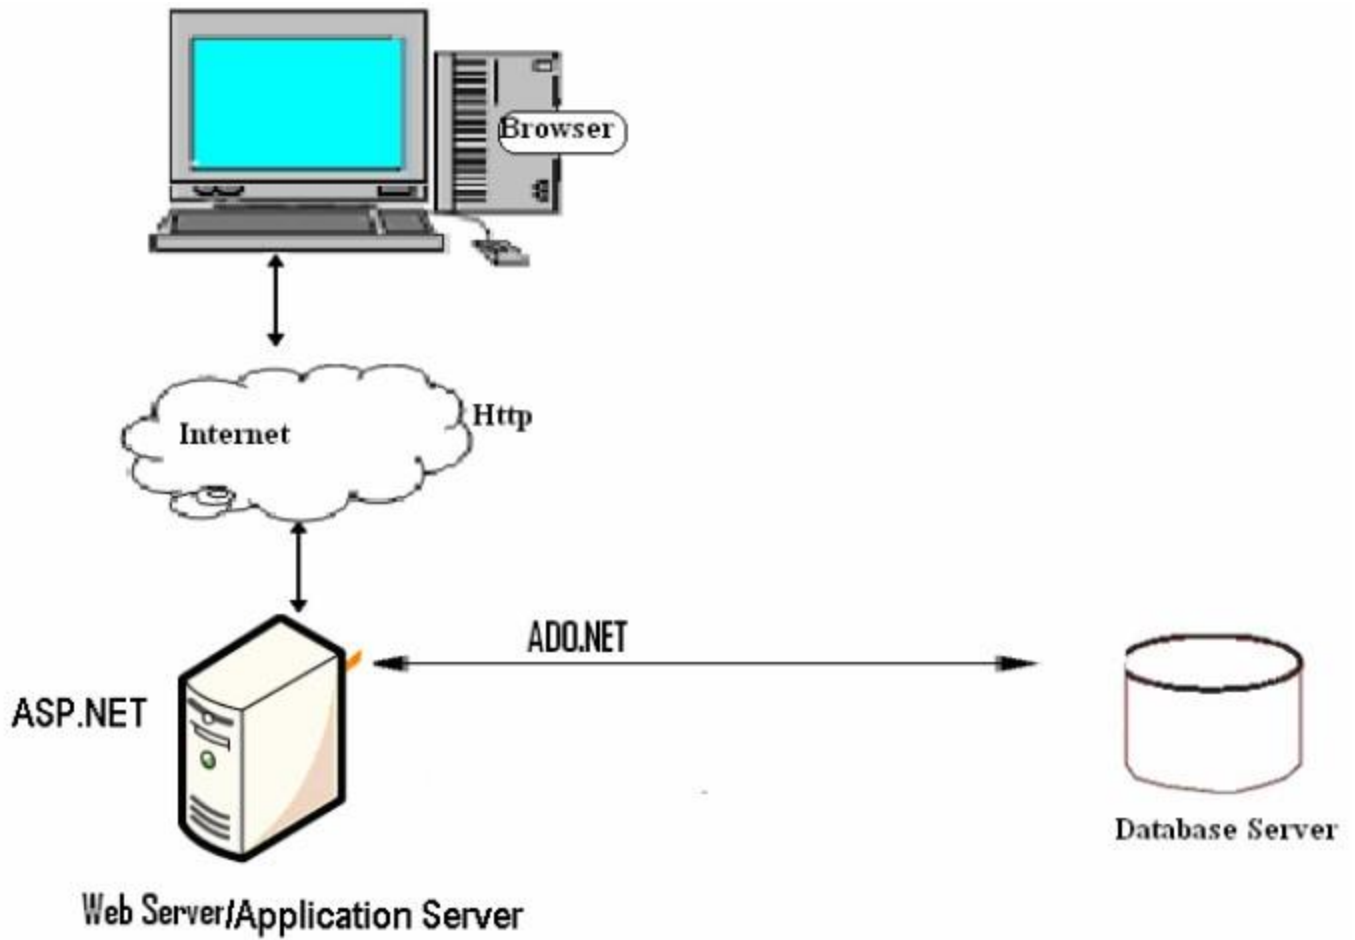 Browser
Internet
Http
ADO.NET
ASP.NET
Database Server
Web Server/Application Server